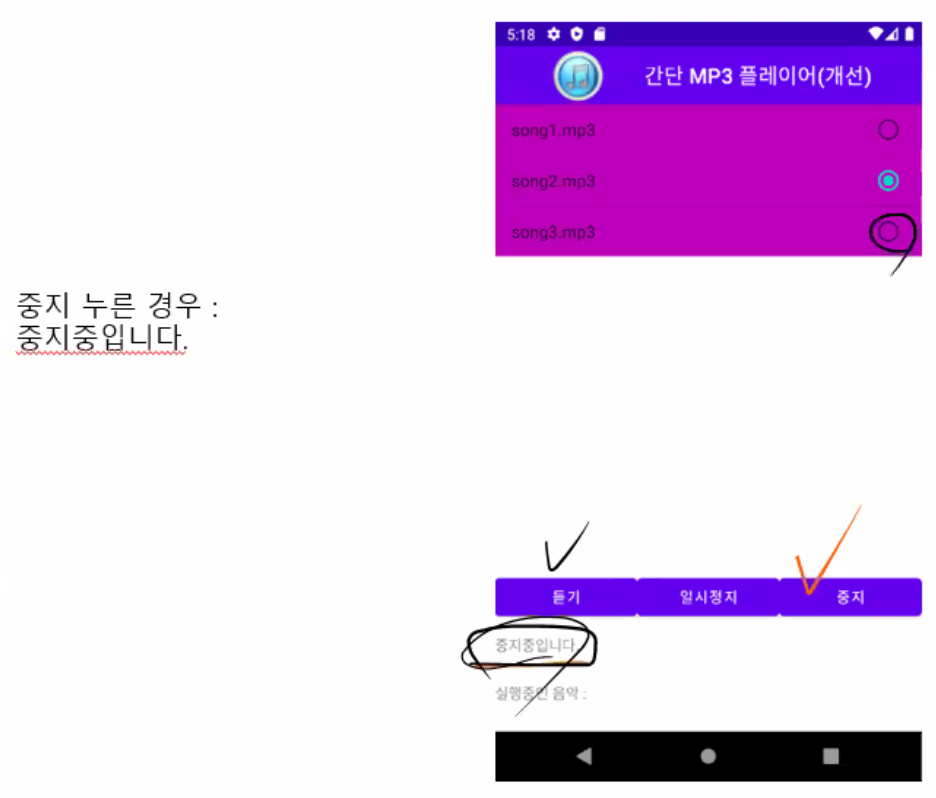 5:18
간단 MP3 플레이어(개선)
song1.mp3
song2.mp3
song3.mp3
중지 누른 경우 :
중지중입니다.
듣기 일시정지 중지
중지중입니다.
실행중인 음악 :